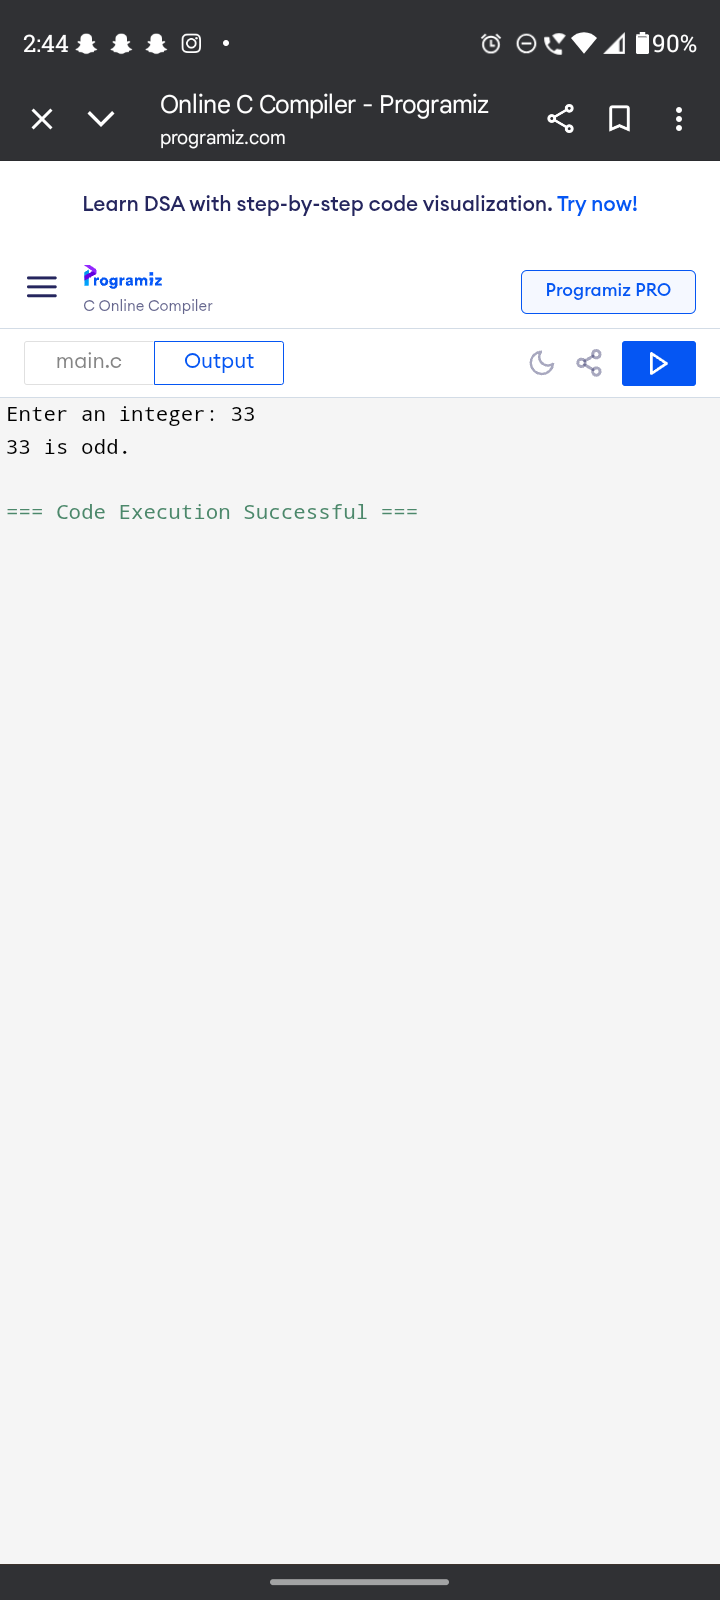 2:44 90%
Online C Compiler - Programiz
programiz.com
Learn DSA with step-by-step code visualization. Try now!
Programiz
C Online Compiler
Programiz PRO
main.c Output
Enter an integer: 33
33 is odd.
=== Code Execution Successful ===